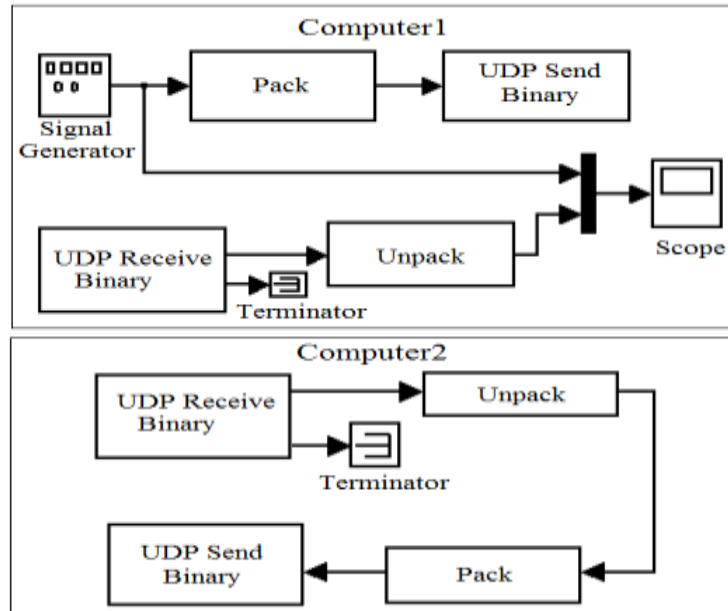 Computer1
Pack
UDP Send
Binary
Signal
Generator
UDP Receive
Binary
Unpack
Terminator
Scope
Computer2
UDP Receive
Binary
Unpack
Terminator
UDP Send
Binary
Pack